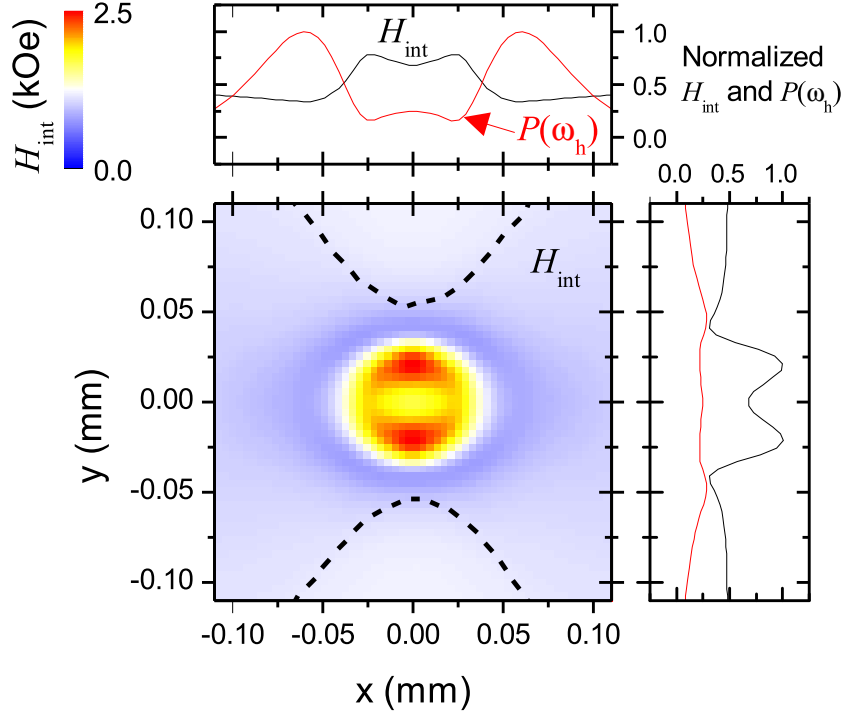 2.5
0.0
H_int (kOe)
H_int
P(ω_h)
1.0
0.5
0.0
Normalized
H_int and P(ω_h)
0.0 0.5 1.0
H_int
0.10
0.05
0.00
-0.05
-0.10
y (mm)
-0.10 -0.05 0.00 0.05 0.10
x (mm)